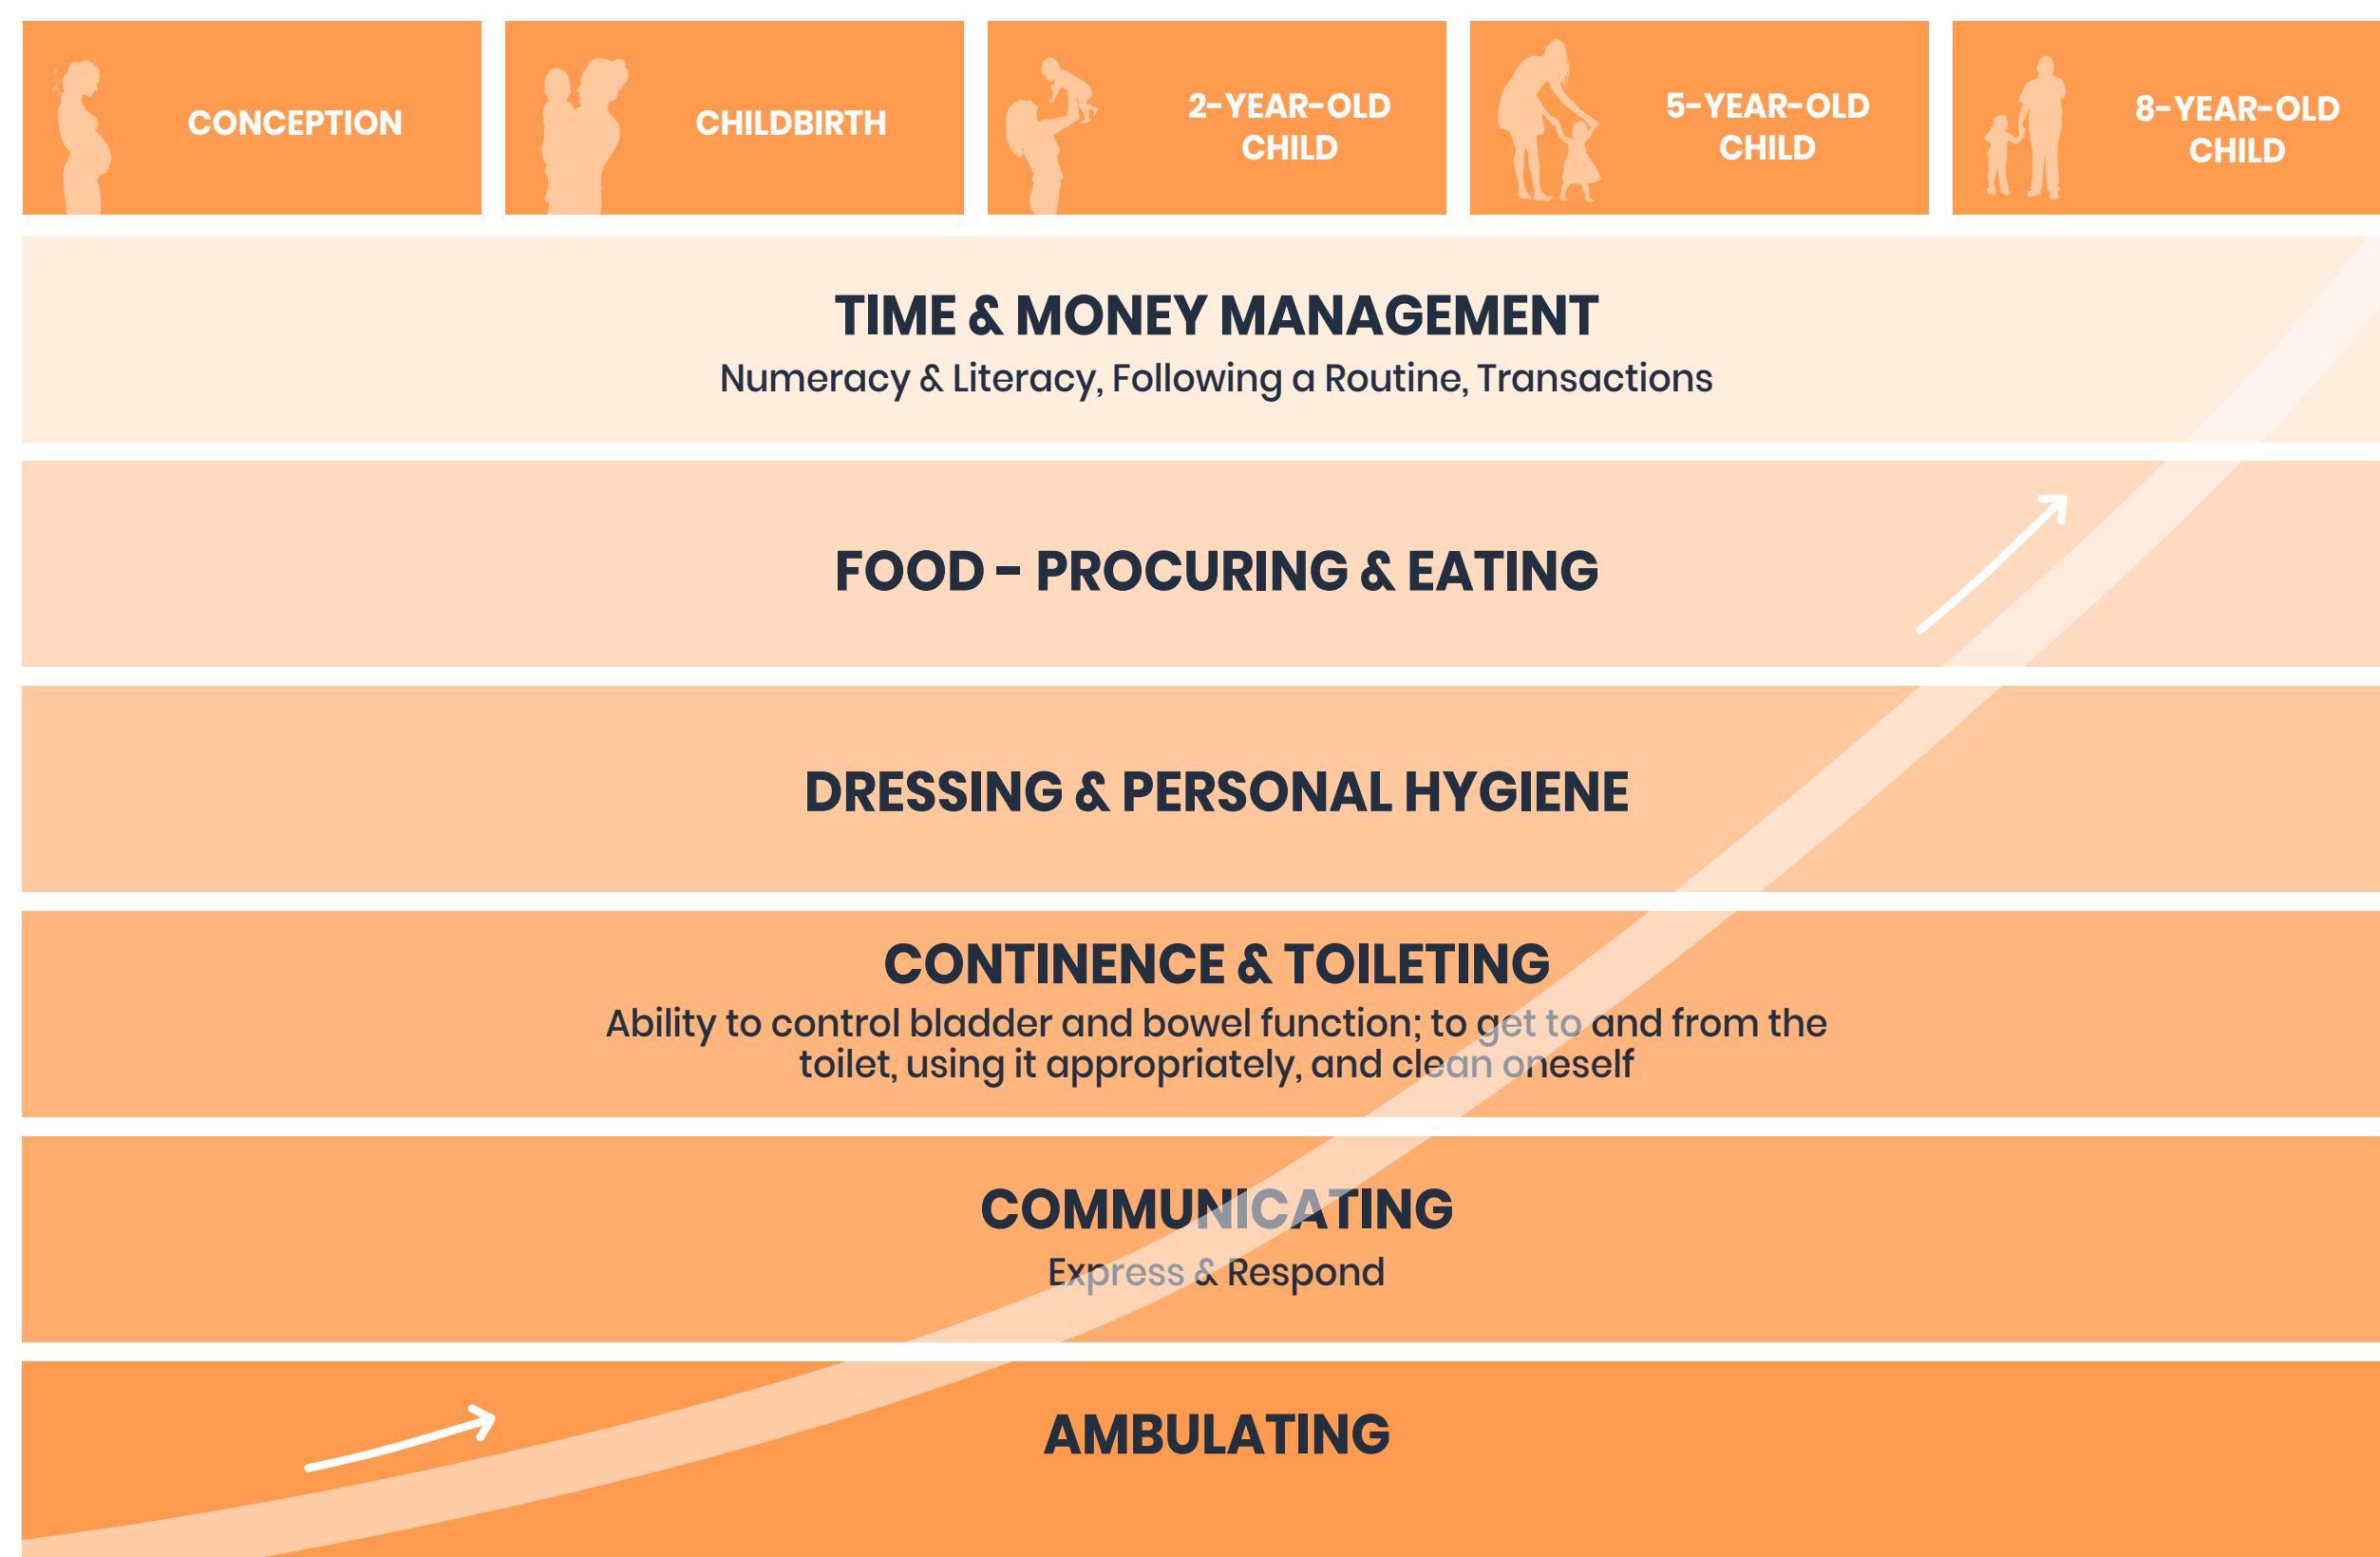 CONCEPTION
CHILDBIRTH
2-YEAR-OLD
CHILD
5-YEAR-OLD
CHILD
8-YEAR-OLD
CHILD
TIME & MONEY MANAGEMENT
Numeracy & Literacy, Following a Routine, Transactions
FOOD - PROCURING & EATING
DRESSING & PERSONAL HYGIENE
CONTINENCE & TOILETING
Ability to control bladder and bowel function; to get to and from the
toilet, using it appropriately, and clean oneself
COMMUNICATING
Express & Respond
AMBULATING